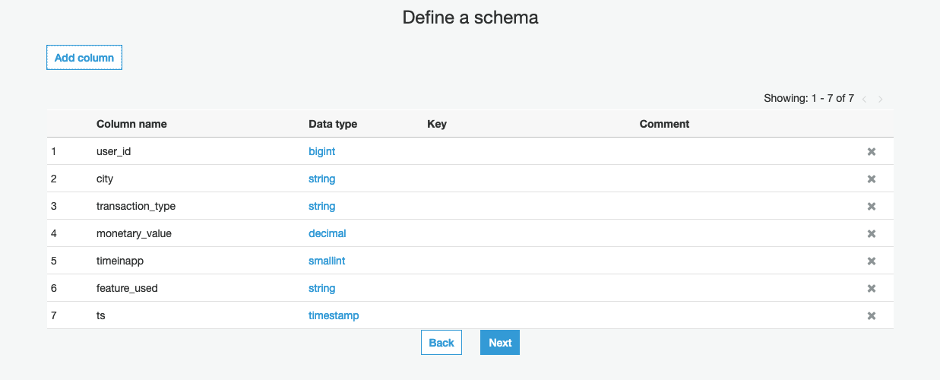 Define a schema
Add column
Showing: 1 - 7 of 7 < >
Column name Data type Key Comment
1 user_id bigint ✖
2 city string ✖
3 transaction_type string ✖
4 monetary_value decimal ✖
5 timeinapp smallint ✖
6 feature_used string ✖
7 ts timestamp ✖
Back Next